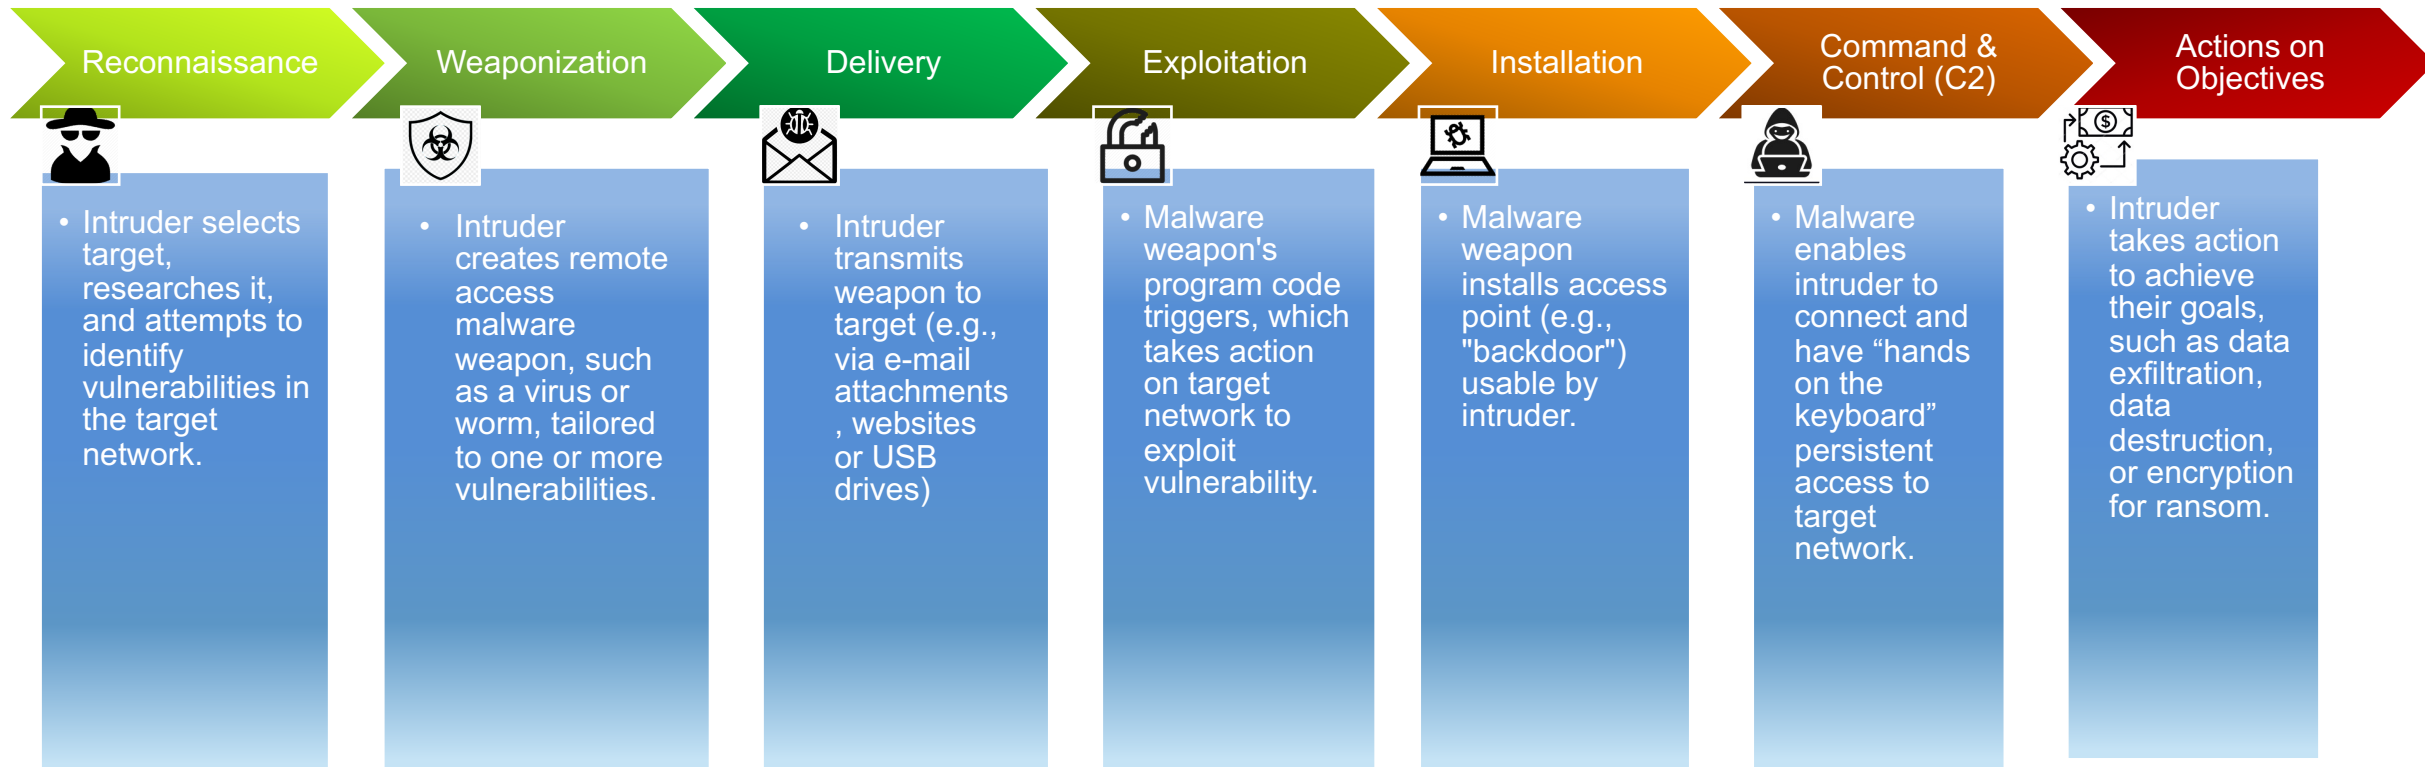 Reconnaissance
Weaponization
Delivery
Exploitation
Installation
Command &
Control (C2)
Actions on
Objectives
• Intruder selects
target,
researches it,
and attempts to
identify
vulnerabilities in
the target
network.
• Intruder
creates remote
access
malware
weapon, such
as a virus or
worm, tailored
to one or more
vulnerabilities.
• Intruder
transmits
weapon to
target (e.g.,
via e-mail
attachments
, websites
or USB
drives)
• Malware
weapon's
program code
triggers, which
takes action
on target
network to
exploit
vulnerability.
• Malware
weapon
installs access
point (e.g.,
"backdoor")
usable by
intruder.
• Malware
enables
intruder to
connect and
have “hands
on the
keyboard”
persistent
access to
target
network.
$
• Intruder
takes action
to achieve
their goals,
such as data
exfiltration,
data
destruction,
or encryption
for ransom.